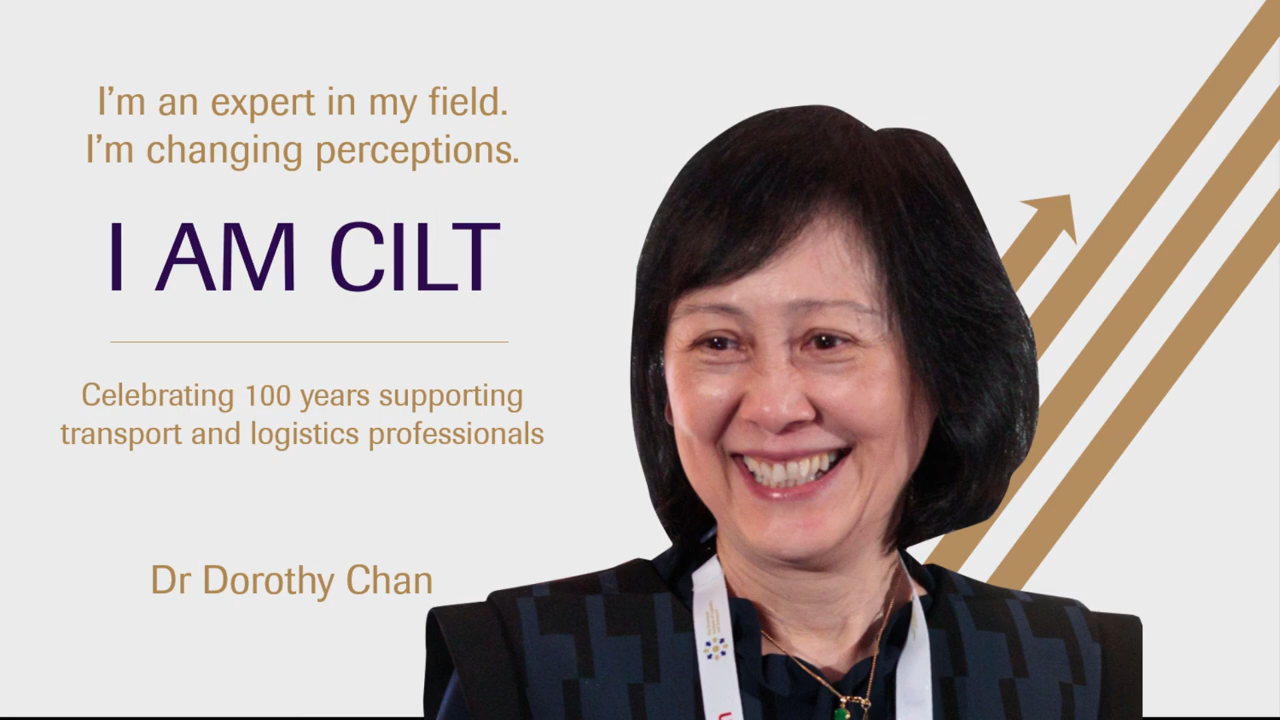 I'm an expert in my field.
I'm changing perceptions.
I AM CILT
Celebrating 100 years supporting
transport and logistics professionals
Dr Dorothy Chan